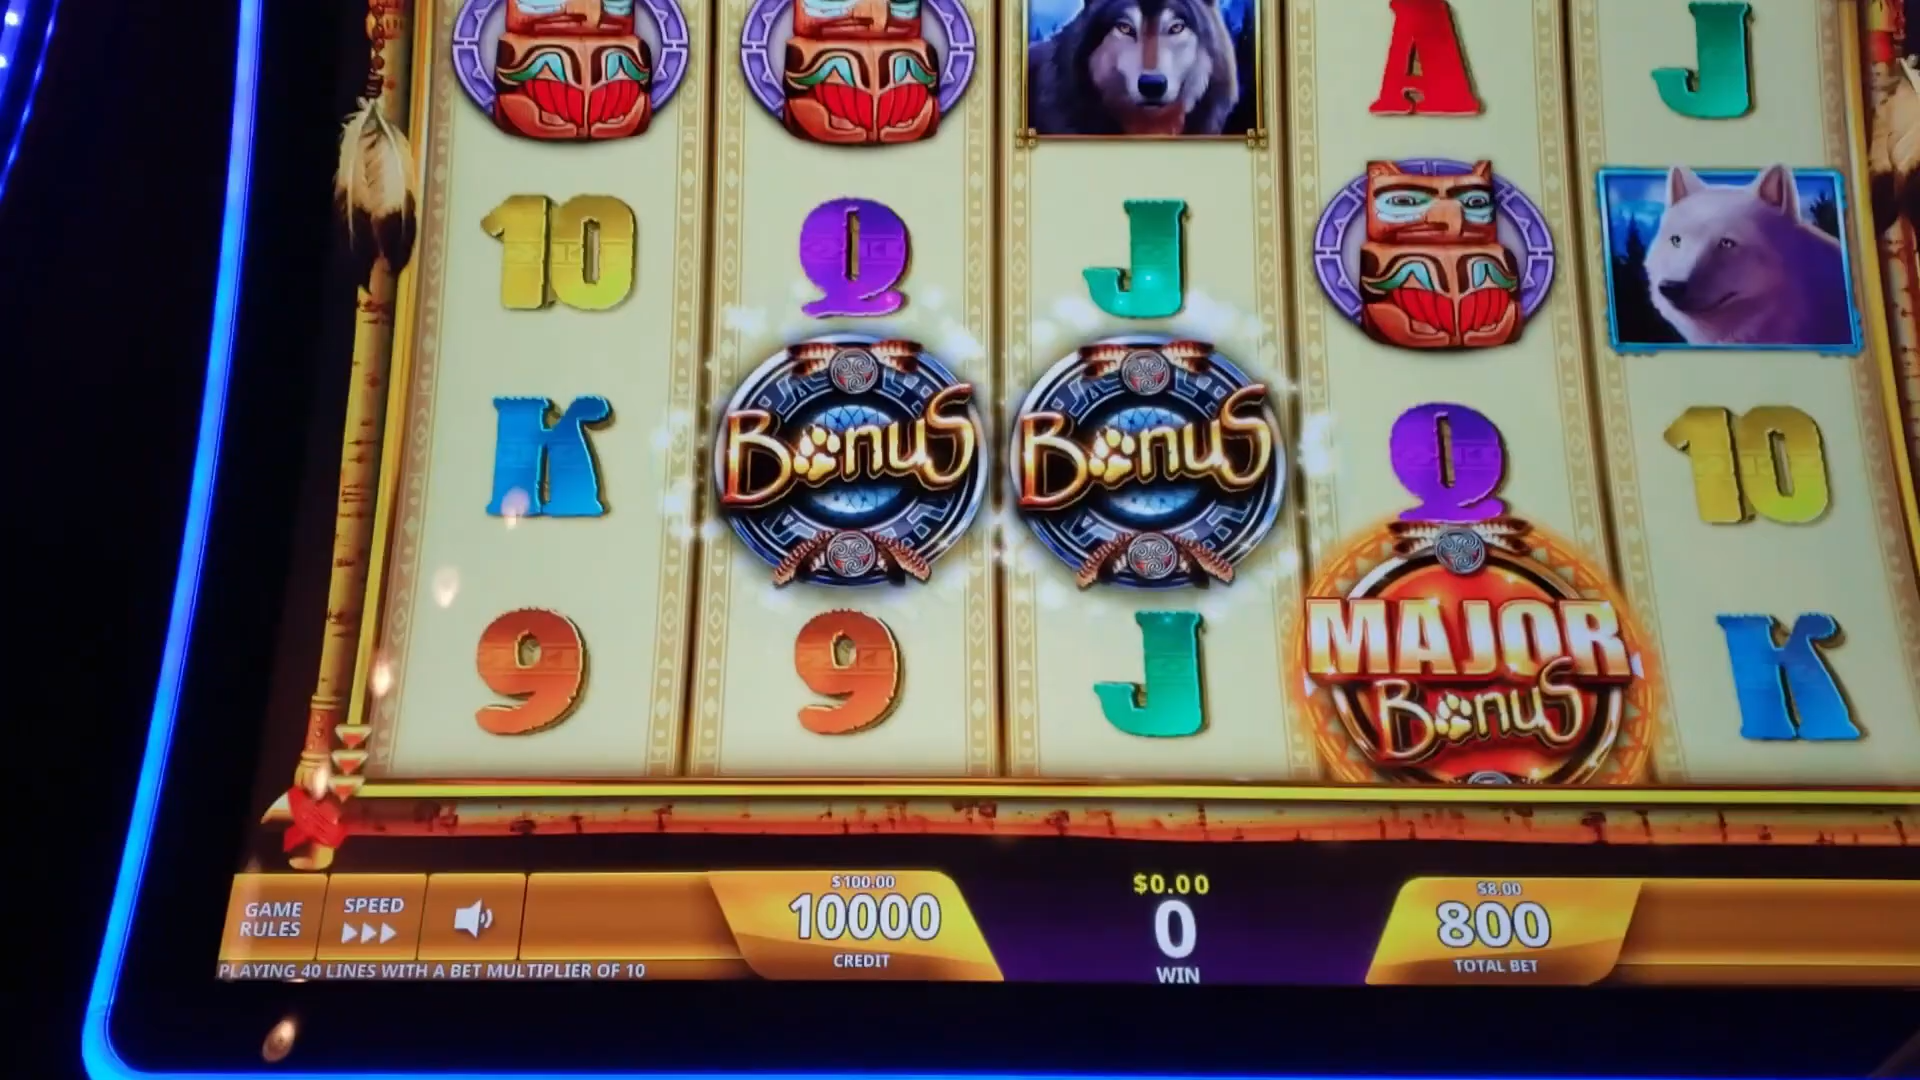 A J
10 Q J
K Bonus Bonus Q 10
9 9 J MAJOR K
Bonus
GAME
RULES
SPEED
$100.00
10000
CREDIT
$0.00
0
WIN
$8.00
800
TOTAL BET
PLAYING 40 LINES WITH A BET MULTIPLIER OF 10